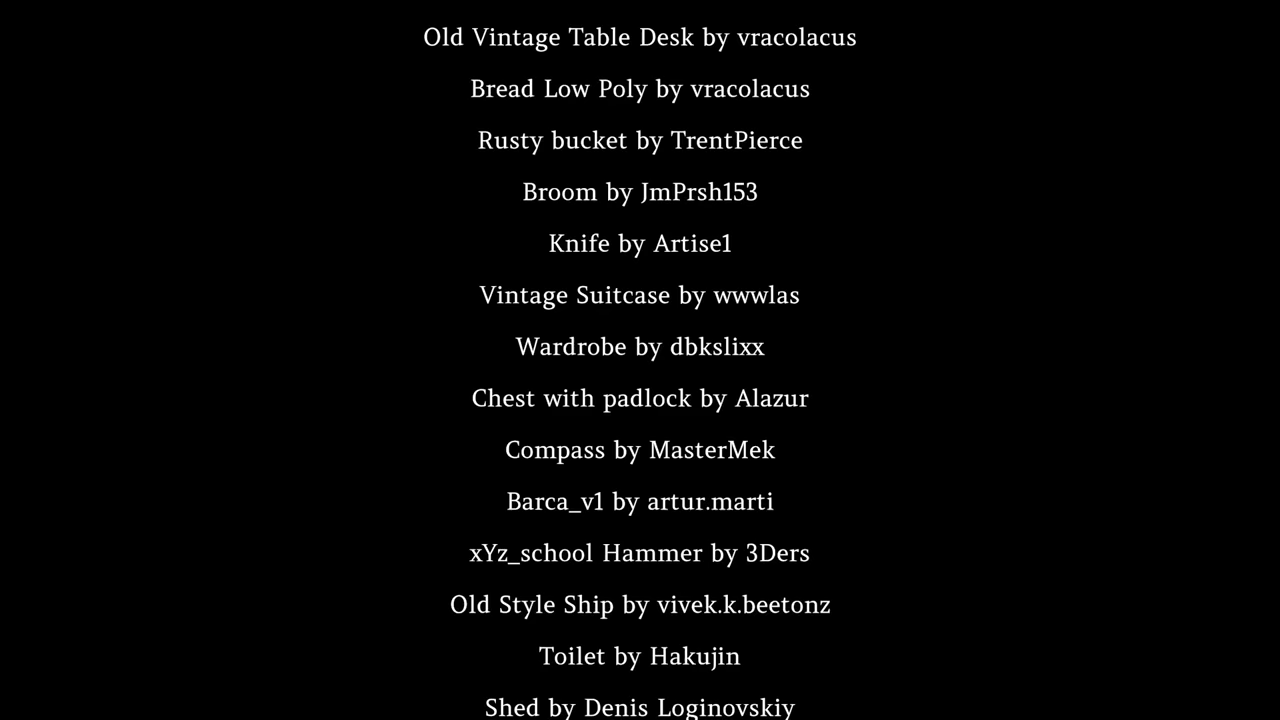 Old Vintage Table Desk by vracolacus
Bread Low Poly by vracolacus
Rusty bucket by TrentPierce
Broom by JmPrsh153
Knife by Artise1
Vintage Suitcase by wwwlas
Wardrobe by dbkslixx
Chest with padlock by Alazur
Compass by MasterMek
Barca_v1 by artur.marti
xYz_school Hammer by 3Ders
Old Style Ship by vivek.k.beetonz
Toilet by Hakujin
Shed by Denis Loginovskiy